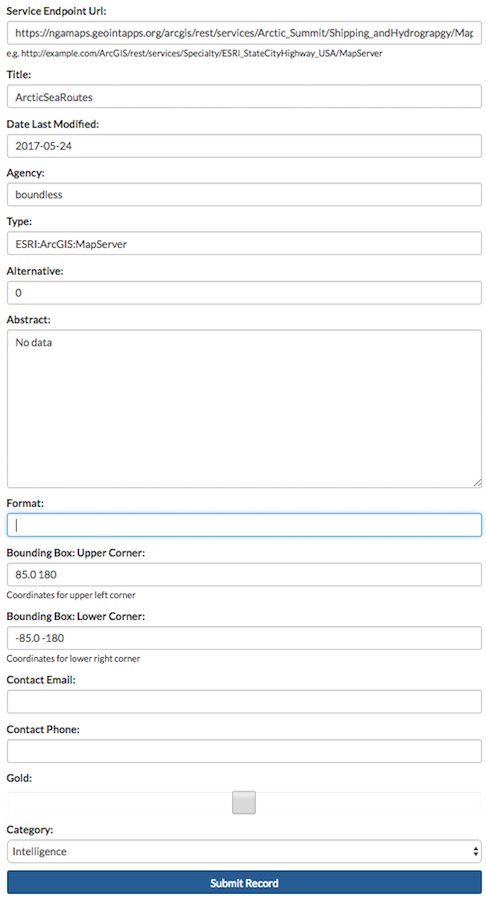 Service Endpoint Url:
https://ngamaps.geointapps.org/arcgis/rest/services/Arctic_Summit/Shipping_andHydrograpgy/Map
e.g. http://example.com/ArcGIS/rest/services/Specialty/ESRI_StateCityHighway_USA/MapServer
Title:
ArcticSeaRoutes
Date Last Modified:
2017-05-24
Agency:
boundless
Type:
ESRI:ArcGIS:MapServer
Alternative:
0
Abstract:
No data
Format:
Bounding Box: Upper Corner:
85.0 180
Coordinates for upper left corner
Bounding Box: Lower Corner:
-85.0 -180
Coordinates for lower right corner
Contact Email:
Contact Phone:
Gold:
Category:
Intelligence
Submit Record